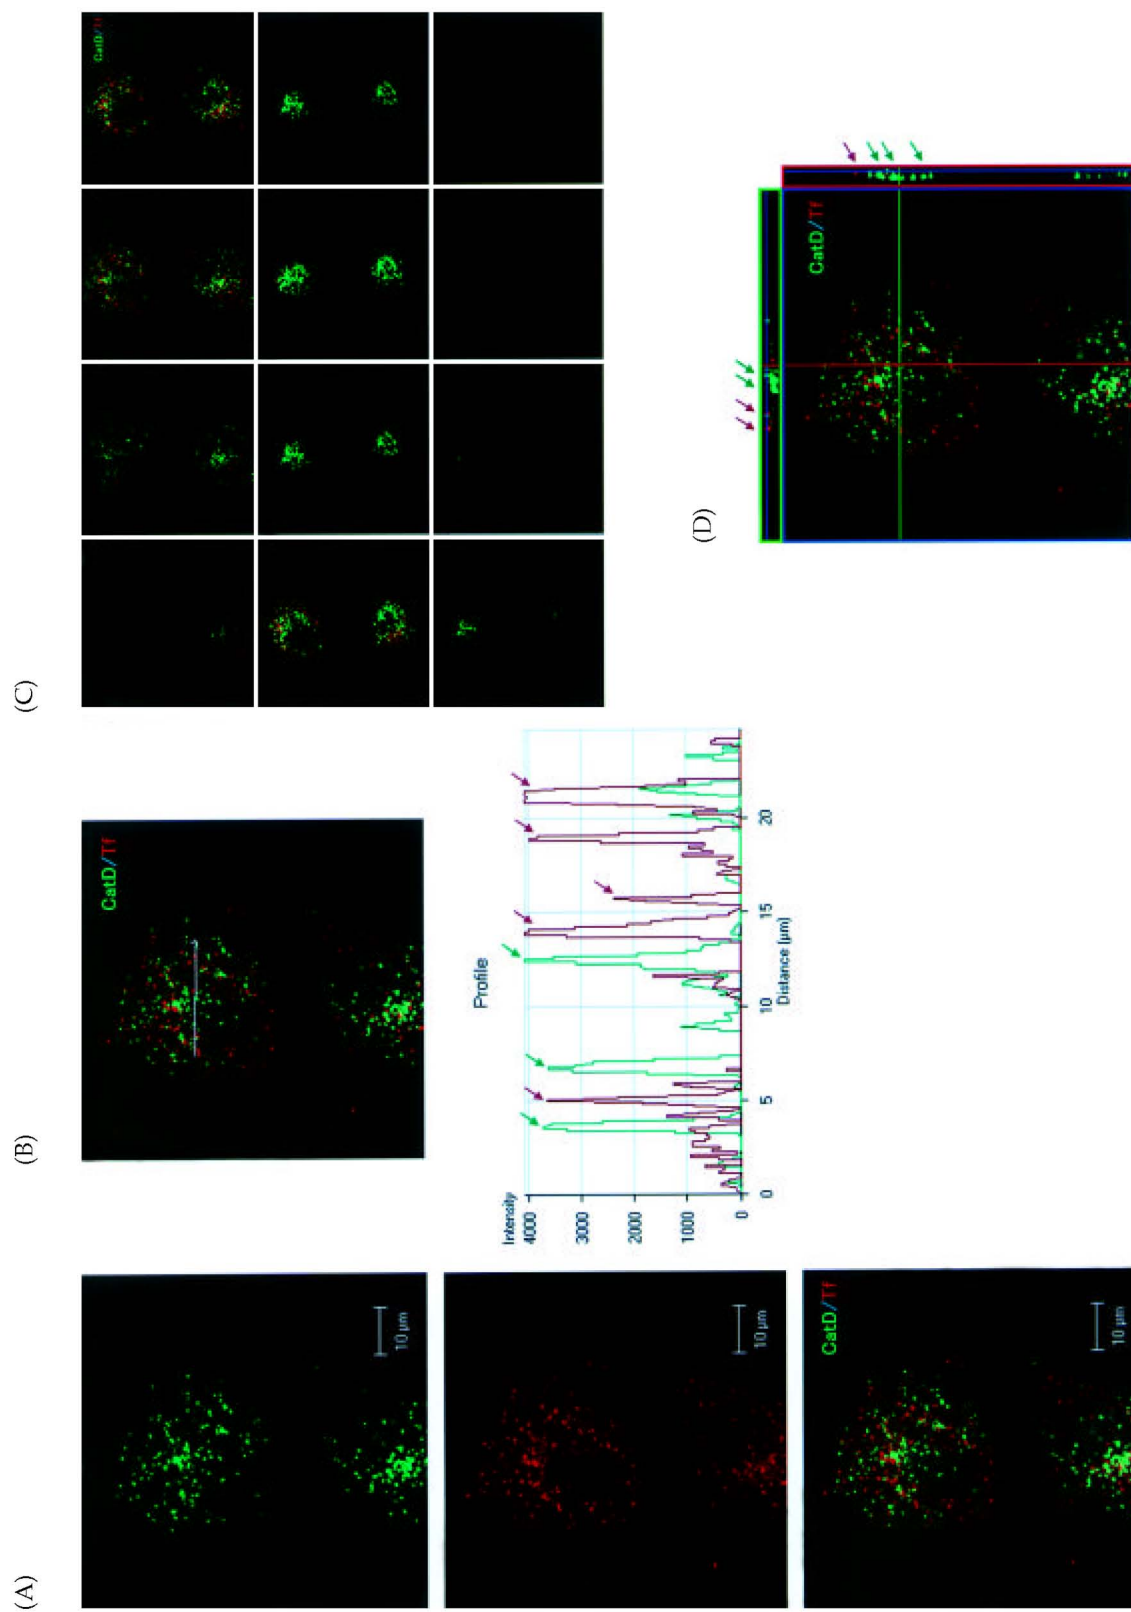 (A)
10 µm
10 µm
CatD/Tf
10 µm
(B)
CatD/Tf
Profile
Intensity
4000
3000
2000
1000
0
0
5
10
15
20
Distance (µm)
(C)
CatD/Tf
(D)
CatD/Tf